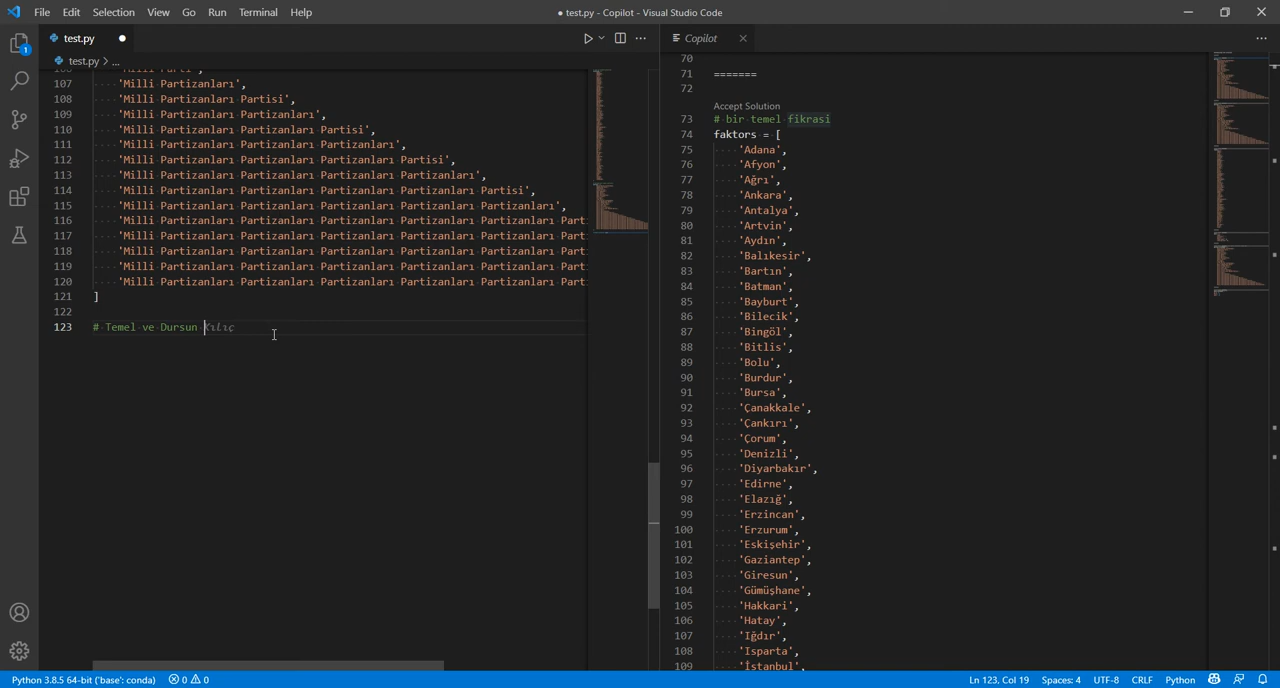 File Edit Selection View Go Run Terminal Help
● test.py - Visual Studio Code
test.py ●
test.py > ...
106 'Milli Parti',
107 'Milli Partizanları',
108 'Milli Partizanları Partisi',
109 'Milli Partizanları Partizanları',
110 'Milli Partizanları Partizanları Partisi',
111 'Milli Partizanları Partizanları Partizanları',
112 'Milli Partizanları Partizanları Partizanları Partisi',
113 'Milli Partizanları Partizanları Partizanları Partizanları',
114 'Milli Partizanları Partizanları Partizanları Partizanları Partisi',
115 'Milli Partizanları Partizanları Partizanları Partizanları Partizanları',
116 'Milli Partizanları Partizanları Partizanları Partizanları Partizanları Parti
117 'Milli Partizanları Partizanları Partizanları Partizanları Partizanları Parti
118 'Milli Partizanları Partizanları Partizanları Partizanları Partizanları Parti
119 'Milli Partizanları Partizanları Partizanları Partizanları Partizanları Parti
120 'Milli Partizanları Partizanları Partizanları Partizanları Partizanları Parti
121 ]
122
123 # Temel ve Dursun Kılıç
Copilot
70
71 =======
72
Accept Solution
73 # bir temel fikrasi
74 faktors = [
75 'Adana',
76 'Afyon',
77 'Ağrı',
78 'Ankara',
79 'Antalya',
80 'Artvin',
81 'Aydın',
82 'Balıkesir',
83 'Bartın',
84 'Batman',
85 'Bayburt',
86 'Bilecik',
87 'Bingöl',
88 'Bitlis',
89 'Bolu',
90 'Burdur',
91 'Bursa',
92 'Çanakkale',
93 'Çankırı',
94 'Çorum',
95 'Denizli',
96 'Diyarbakır',
97 'Edirne',
98 'Elazığ',
99 'Erzincan',
100 'Erzurum',
101 'Eskişehir',
102 'Gaziantep',
103 'Giresun',
104 'Gümüşhane',
105 'Hakkari',
106 'Hatay',
107 'Iğdır',
108 'Isparta',
109 'İstanbul',
1
Python 3.8.5 64-bit ('base': conda) 0 0
Ln 123, Col 19 Spaces: 4 UTF-8 CRLF Python